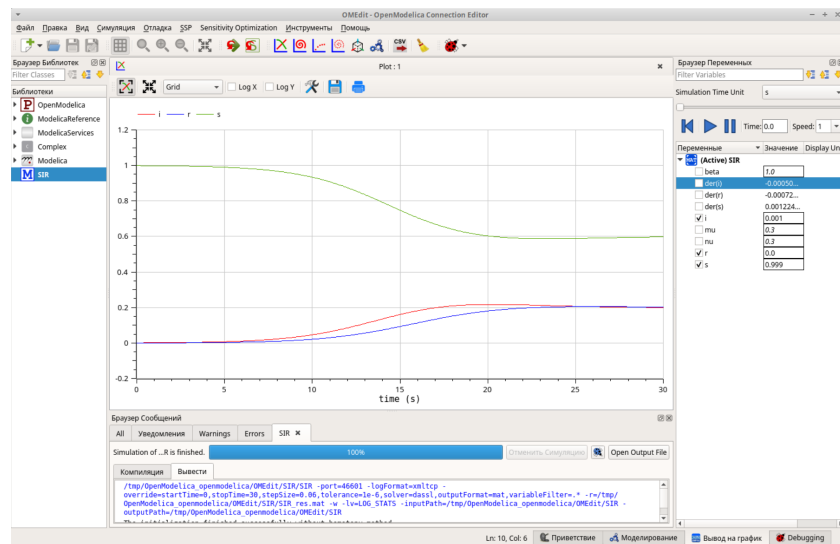 OMEdit - OpenModelica Connection Editor
Файл Правка Вид Симуляция Отладка SSP Sensitivity Optimization Инструменты Помощь
Браузер Библиотек
Filter Classes
Библиотеки
OpenModelica
ModelicaReference
ModelicaServices
Complex
Modelica
SIR
Plot : 1
Grid Log X Log Y
i r s
1.2
1
0.8
0.6
0.4
0.2
0
-0.2
0 5 10 15 20 25 30
time (s)
Браузер Переменных
Filter Variables
Simulation Time Unit s
Time: 0.0 Speed: 1
Переменные Значение Display Un
(Active) SIR
beta 1.0
der(i) -0.00050...
der(r) -0.00072...
der(s) 0.001224...
i 0.001
mu 0.3
nu 0.3
r 0.0
s 0.999
Браузер Сообщений
All Уведомления Warnings Errors SIR
Simulation of ...R is finished. 100% Отменить Симуляцию Open Output File
Компиляция Вывести
/tmp/OpenModelica_openmodelica/OMEdit/SIR/SIR -port=46601 -logFormat=xmltcp -
override=startTime=0,stopTime=30,stepSize=0.06,tolerance=1e-6,solver=dassl,outputFormat=mat,variableFilter=.* -r=/tmp/
OpenModelica_openmodelica/OMEdit/SIR/SIR_res.mat -w -lv=LOG_STATS -inputPath=/tmp/OpenModelica_openmodelica/OMEdit/SIR -
outputPath=/tmp/OpenModelica_openmodelica/OMEdit/SIR
Ln: 10, Col: 6 Приветствие Моделирование Вывод на график Debugging